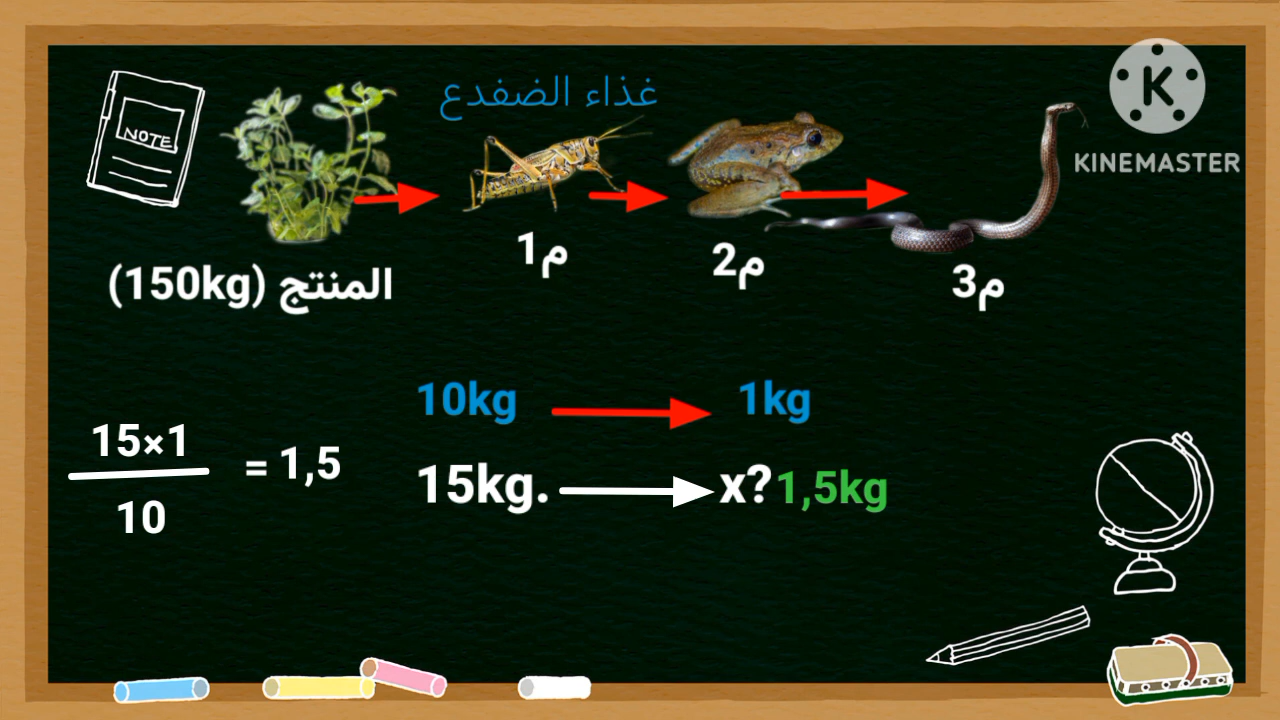 غذاء الضفدع
NOTE
K
KINEMASTER
المنتج (150kg)
م1
م2
م3
10kg 1kg
15×1
10
= 1,5
15kg. x? 1,5kg